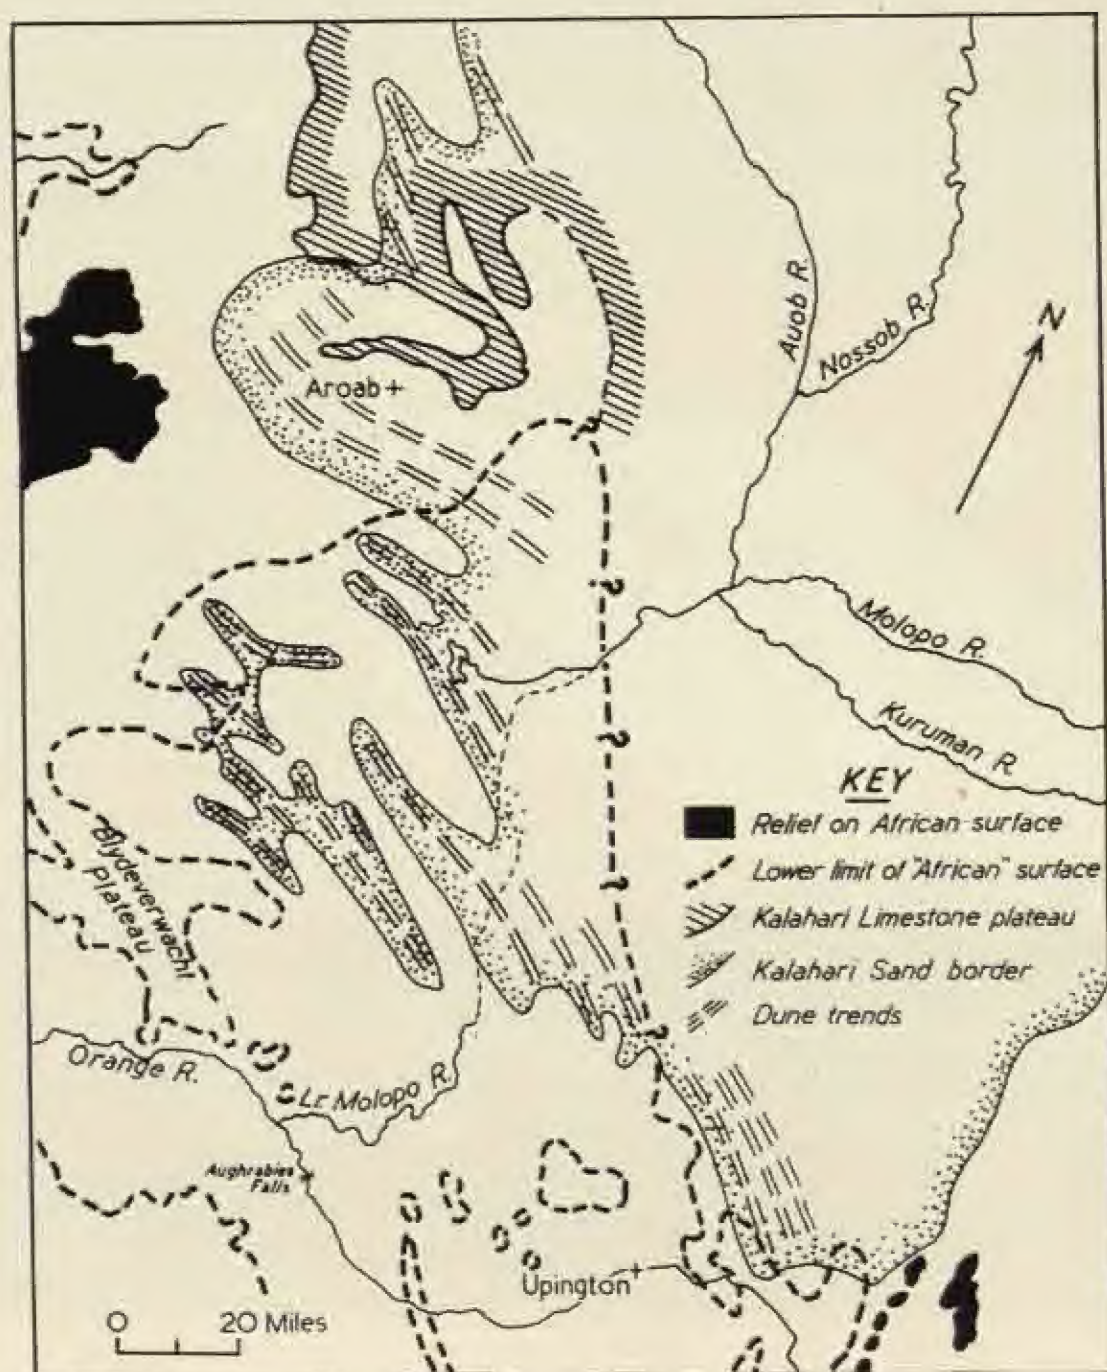 N
Auob R.
Nossob R.
Aroab +
Molopo R.
Kuruman R
KEY
Relief on African surface
Lower limit of "African" surface
Kalahari Limestone plateau
Kalahari Sand border
Dune trends
Blydeverwacht
Plateau
Orange R.
Lr Molopo R.
Aughrabies
Falls
Upington +
0 20 Miles
?
?
?
?
?
?